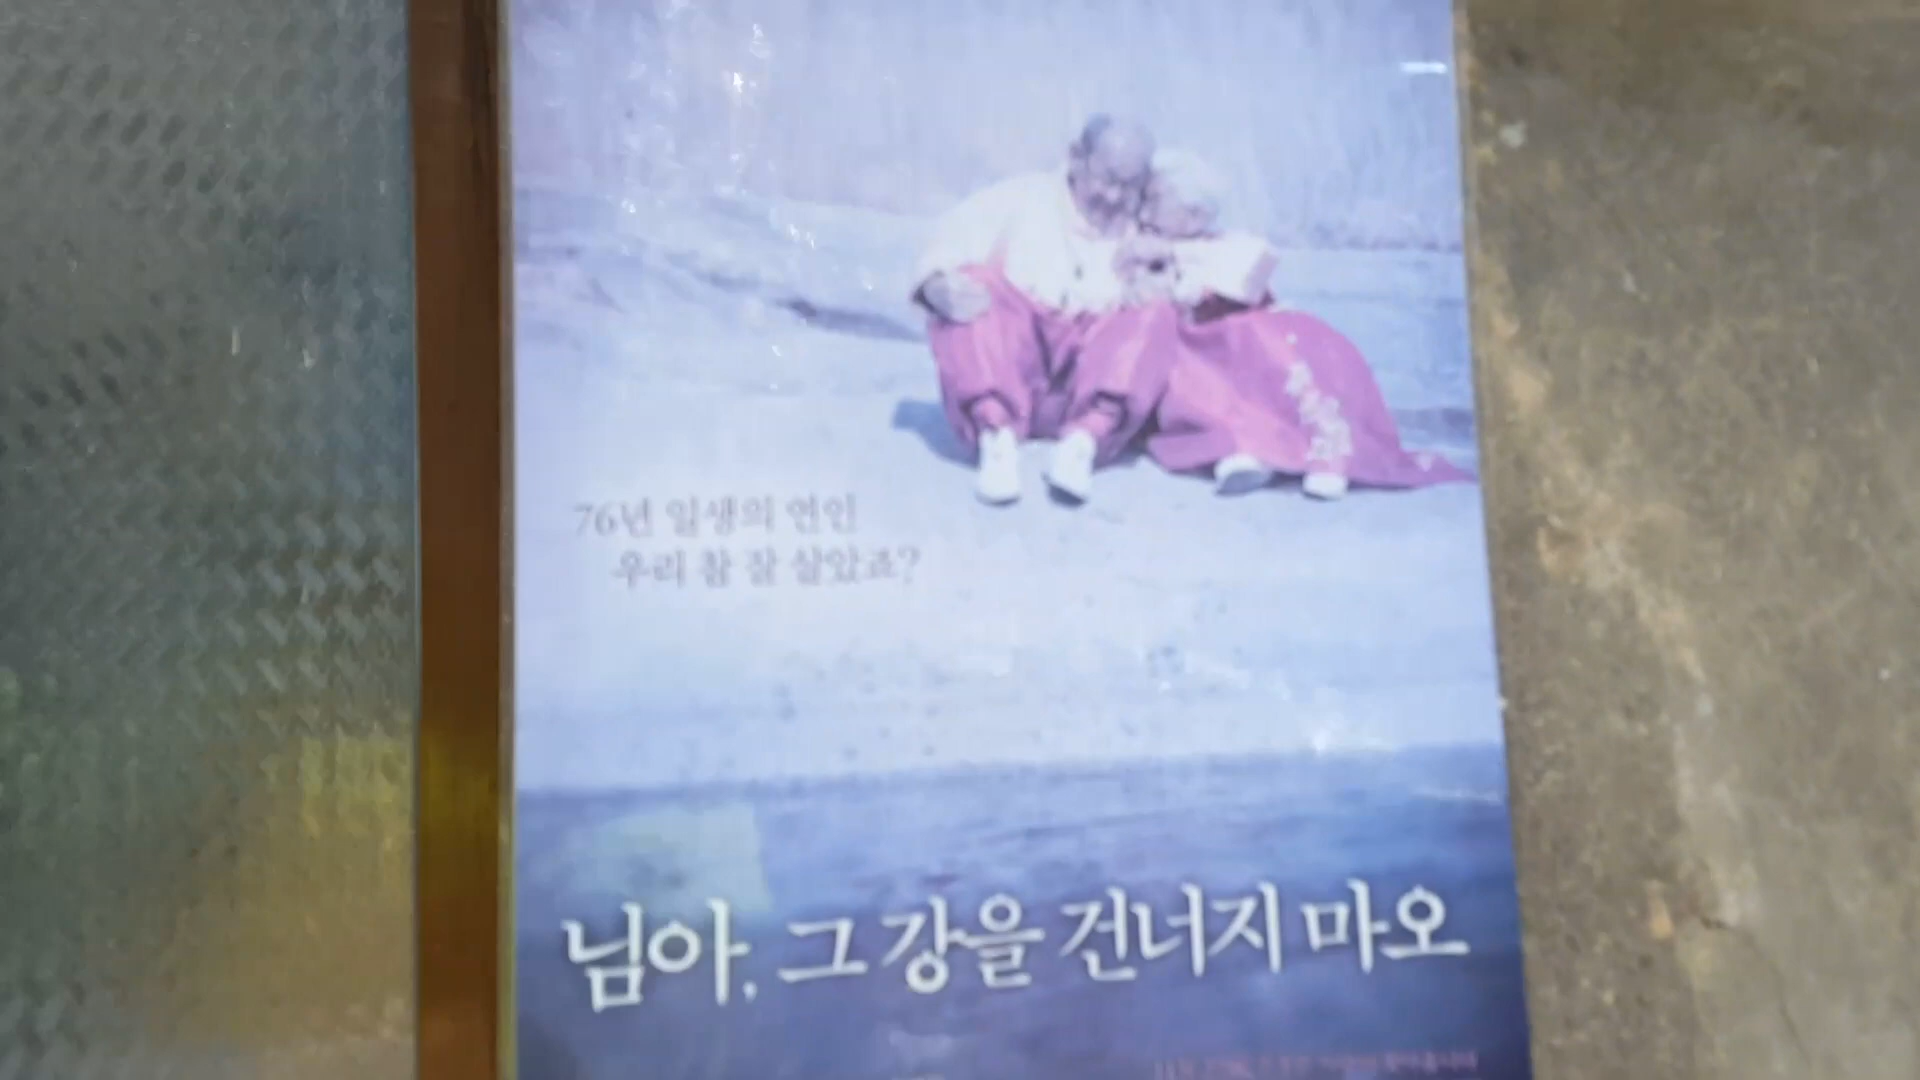 76년 일생의 연인
우리 참 잘 살았죠?
님아, 그 강을 건너지 마오